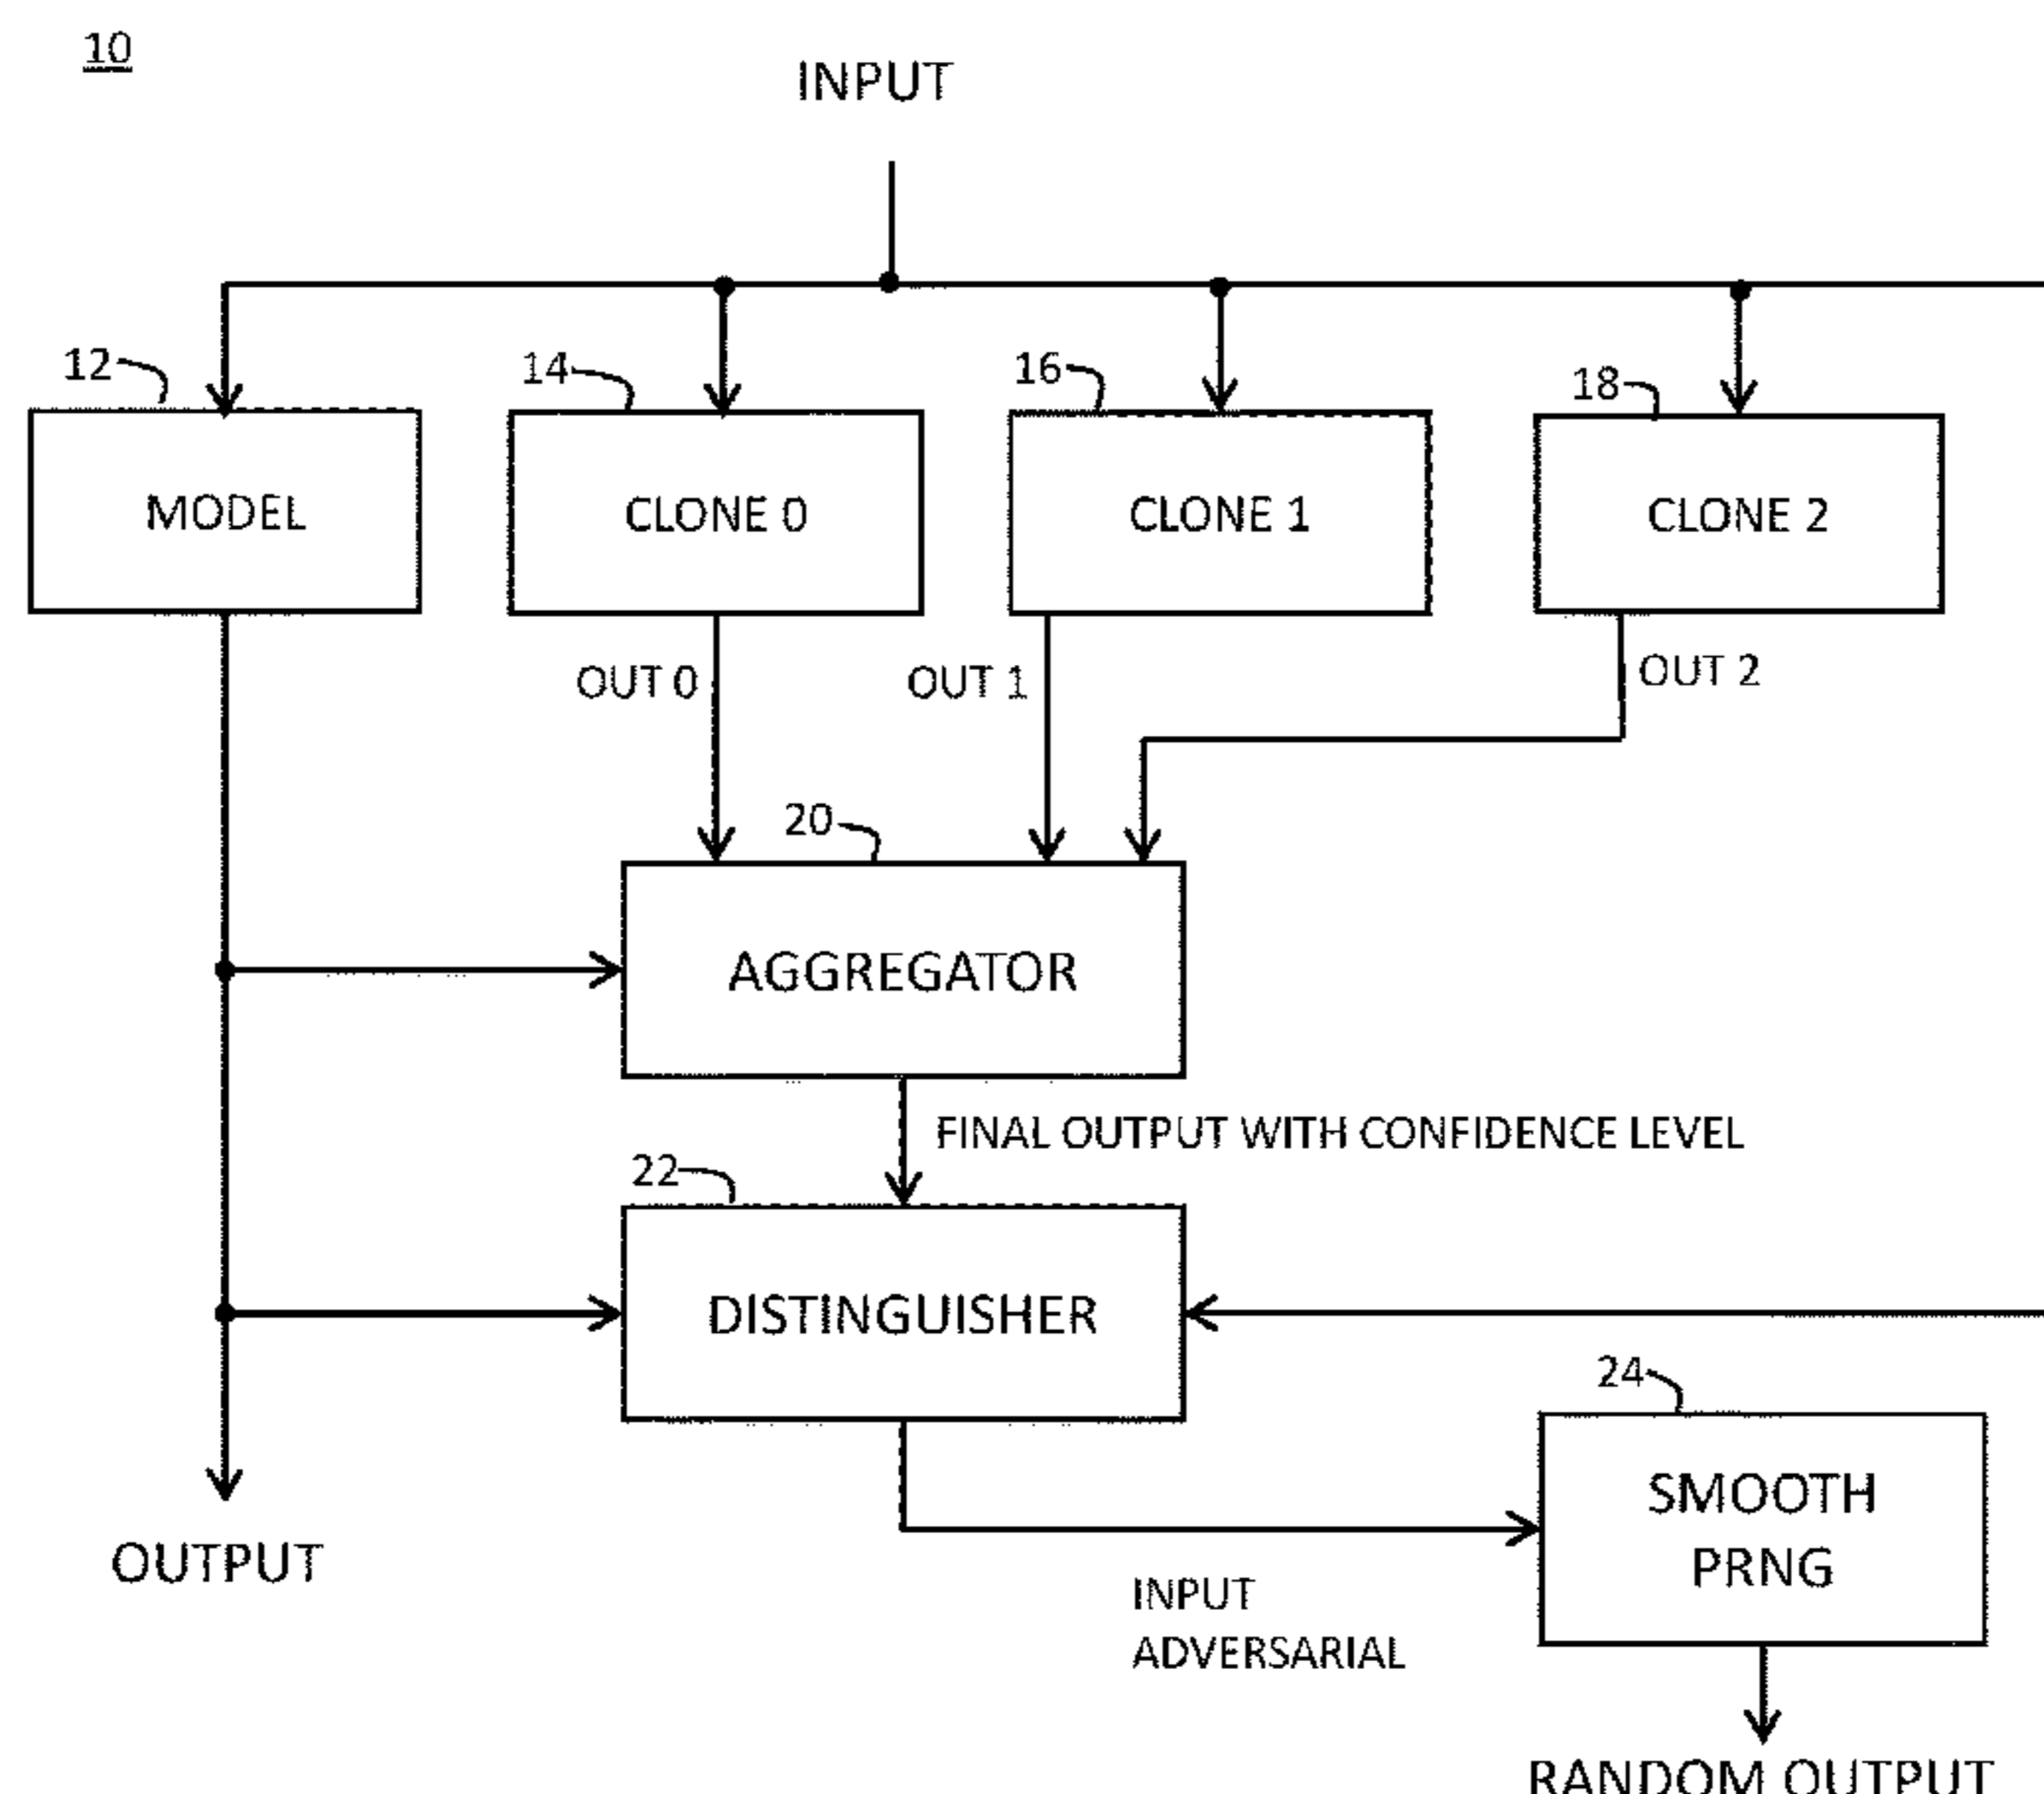 10
INPUT
12
14
16
18
MODEL
CLONE 0
CLONE 1
CLONE 2
OUT 0
OUT 1
OUT 2
20
AGGREGATOR
FINAL OUTPUT WITH CONFIDENCE LEVEL
22
DISTINGUISHER
24
SMOOTH
PRNG
OUTPUT
INPUT
ADVERSARIAL
RANDOM OUTPUT